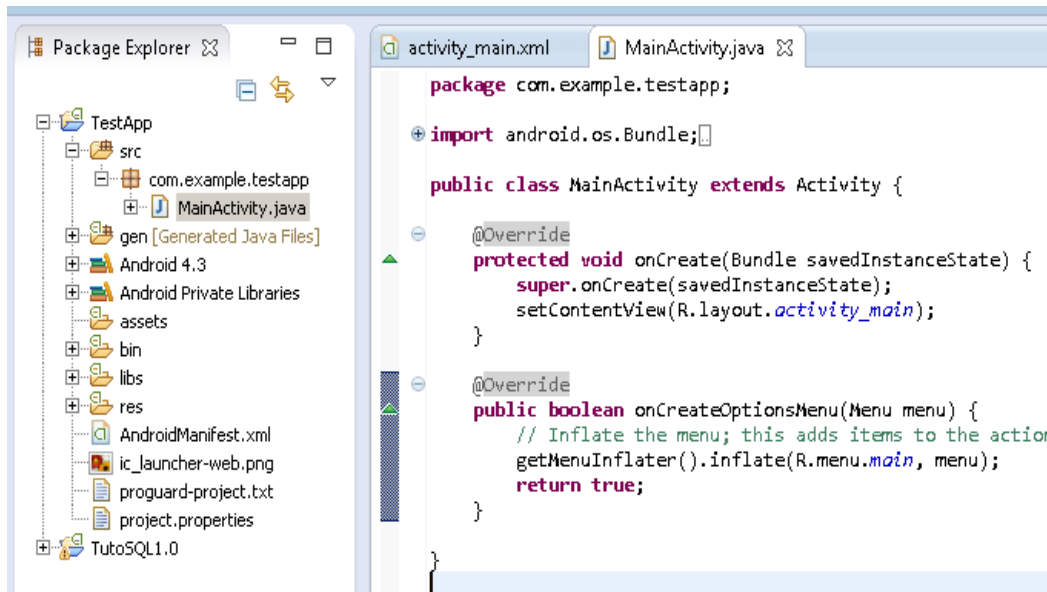 Package Explorer
TestApp
src
com.example.testapp
MainActivity.java
gen [Generated Java Files]
Android 4.3
Android Private Libraries
assets
bin
libs
res
AndroidManifest.xml
ic_launcher-web.png
proguard-project.txt
project.properties
TutoSQL1.0
activity_main.xml
MainActivity.java
package com.example.testapp;
import android.os.Bundle;
public class MainActivity extends Activity {
@Override
protected void onCreate(Bundle savedInstanceState) {
super.onCreate(savedInstanceState);
setContentView(R.layout.activity_main);
}
@Override
public boolean onCreateOptionsMenu(Menu menu) {
// Inflate the menu; this adds items to the action
getMenuInflater().inflate(R.menu.main, menu);
return true;
}
}